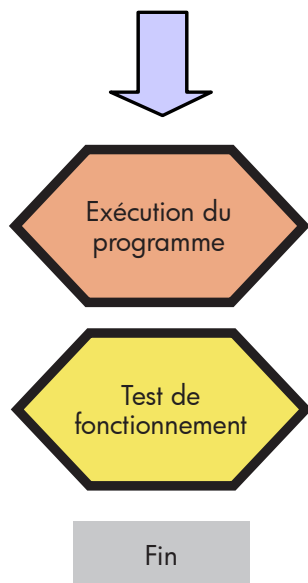 Exécution du
programme
Test de
fonctionnement
Fin